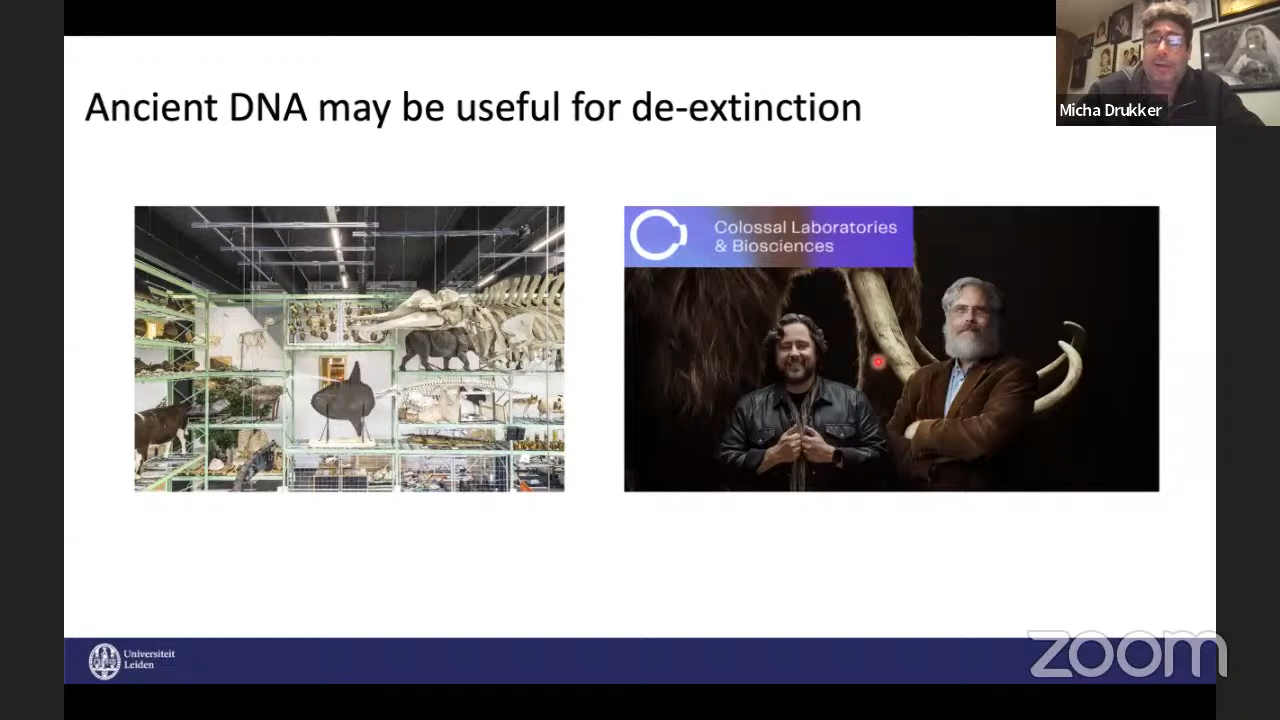 Ancient DNA may be useful for de-extinction
Micha Drukker
Colossal Laboratories
& Biosciences
Universiteit
Leiden
zoom